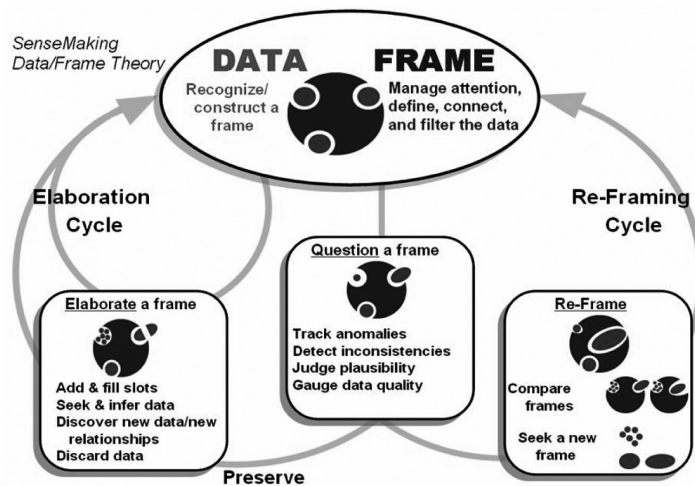 SenseMaking
Data/Frame Theory
DATA
Recognize/
construct a
frame
FRAME
Manage attention,
define, connect,
and filter the data
Elaboration
Cycle
Re-Framing
Cycle
Elaborate a frame
Add & fill slots
Seek & infer data
Discover new data/new
relationships
Discard data
Question a frame
Track anomalies
Detect inconsistencies
Judge plausibility
Gauge data quality
Re-Frame
Compare
frames
Seek a new
frame
Preserve